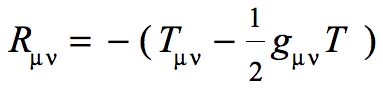 R_μν = − ( T_μν − 1/2 g_μν T )